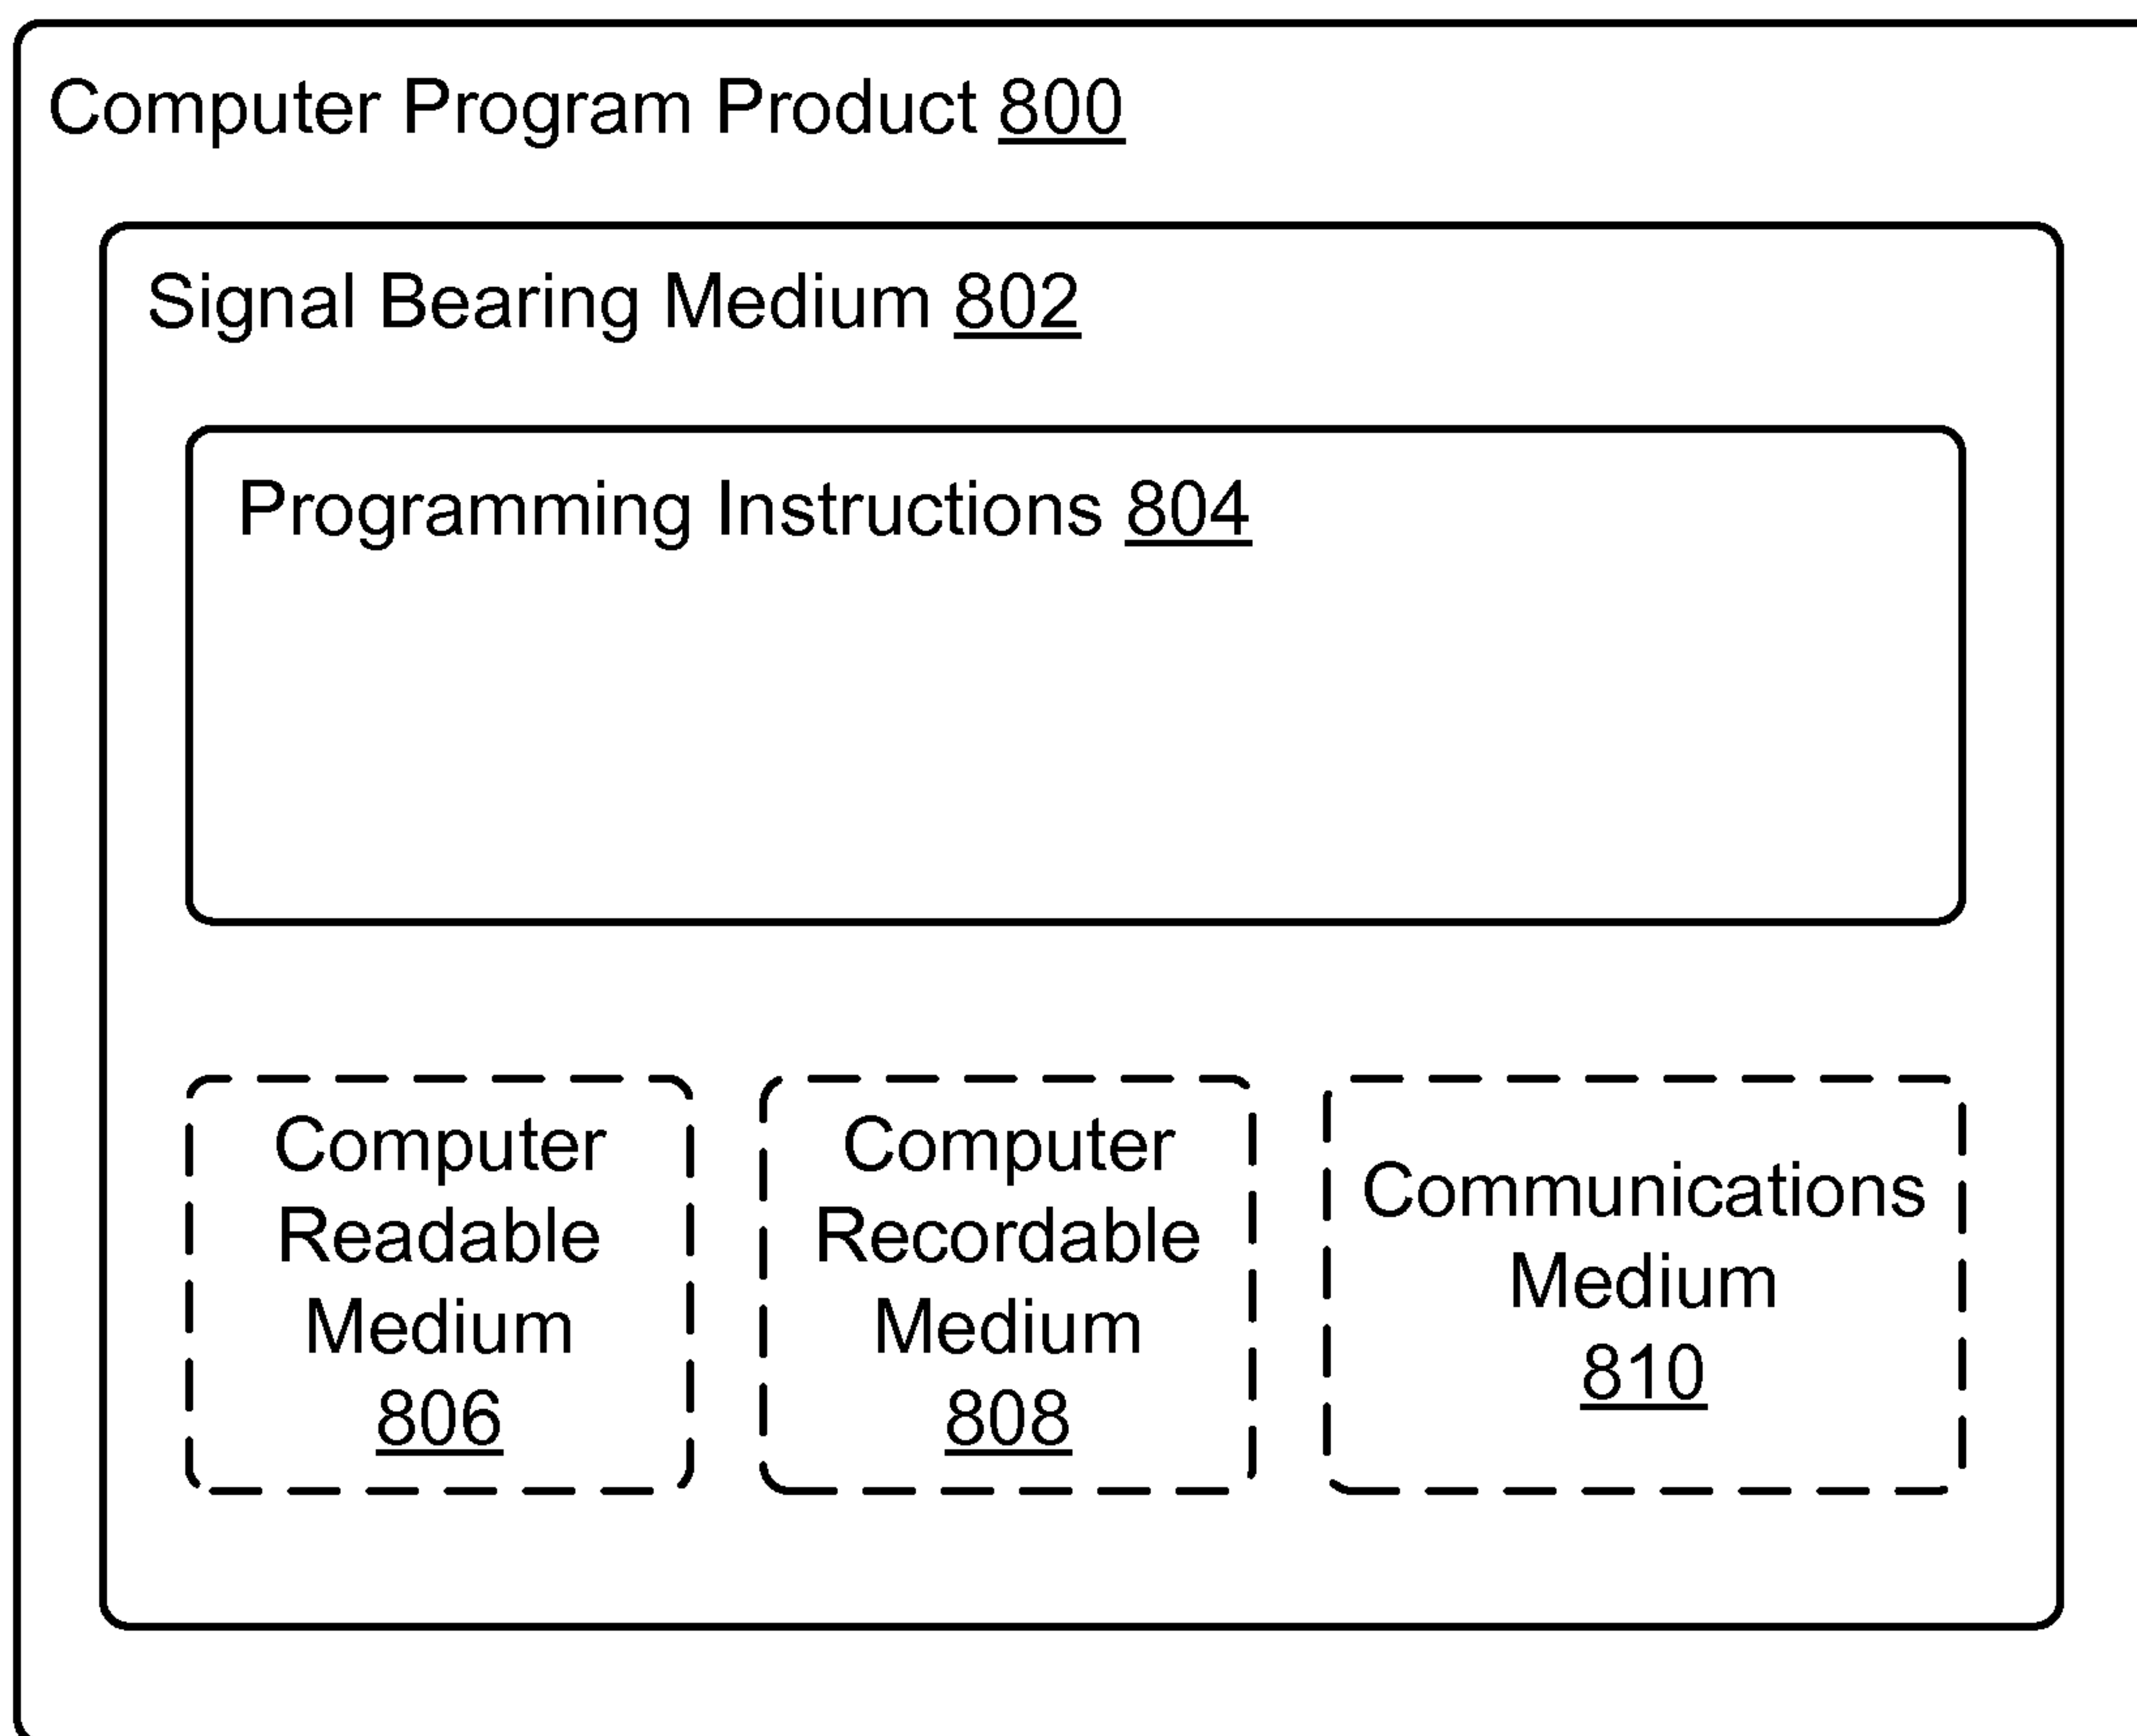 Computer Program Product 800
Signal Bearing Medium 802
Programming Instructions 804
Computer
Readable
Medium
806
Computer
Recordable
Medium
808
Communications
Medium
810